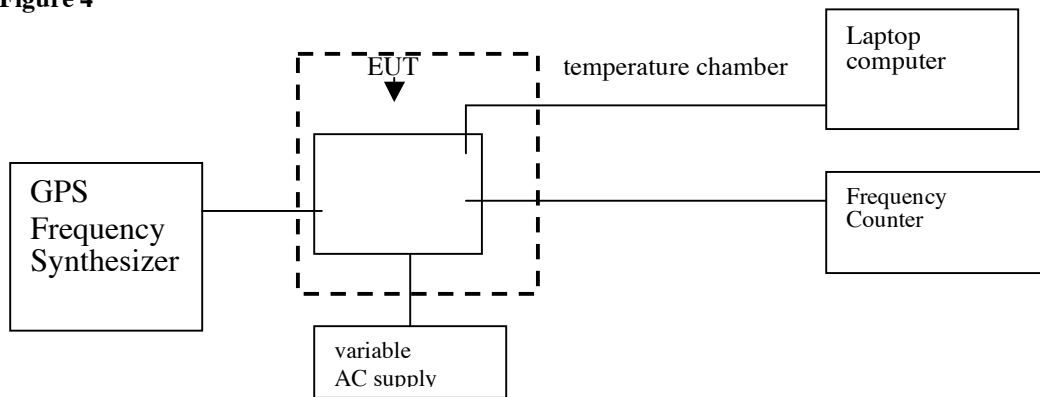 Figure 4
EUT
temperature chamber
Laptop
computer
GPS
Frequency
Synthesizer
Frequency
Counter
variable
AC supply